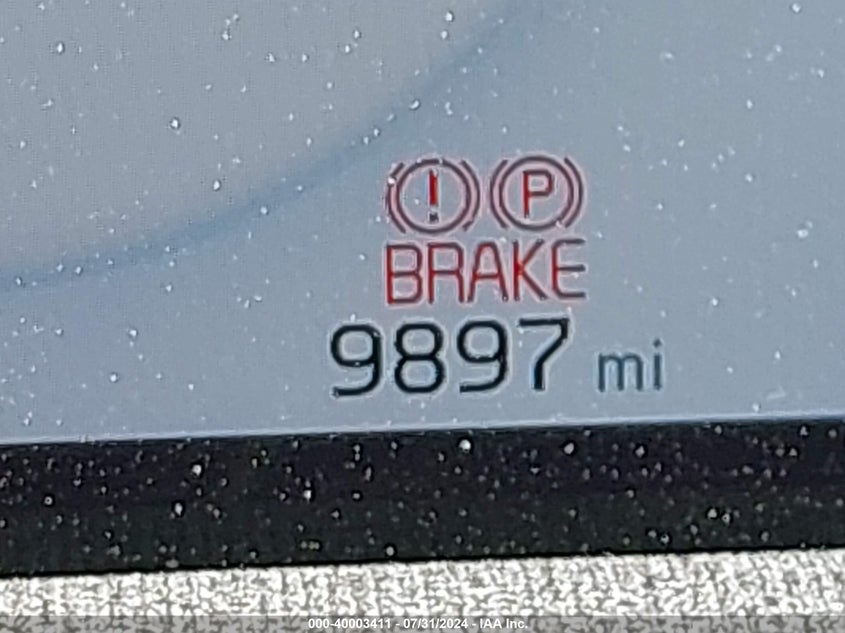 ! P
BRAKE
9897 mi
000-40003411 - 07/31/2024 - IAA Inc.